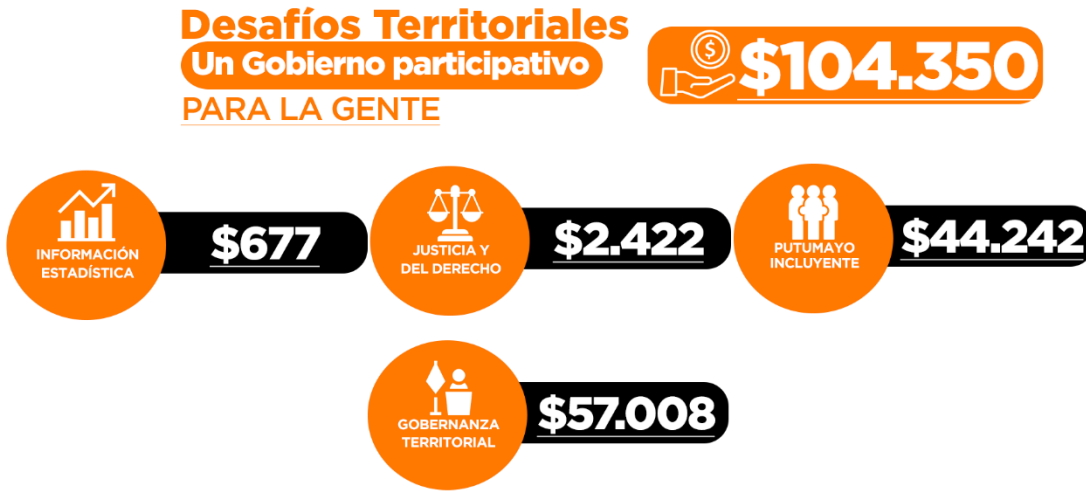 Desafíos Territoriales
Un Gobierno participativo
PARA LA GENTE
$104.350
INFORMACIÓN
ESTADÍSTICA
$677
JUSTICIA Y
DEL DERECHO
$2.422
PUTUMAYO
INCLUYENTE
$44.242
GOBERNANZA
TERRITORIAL
$57.008